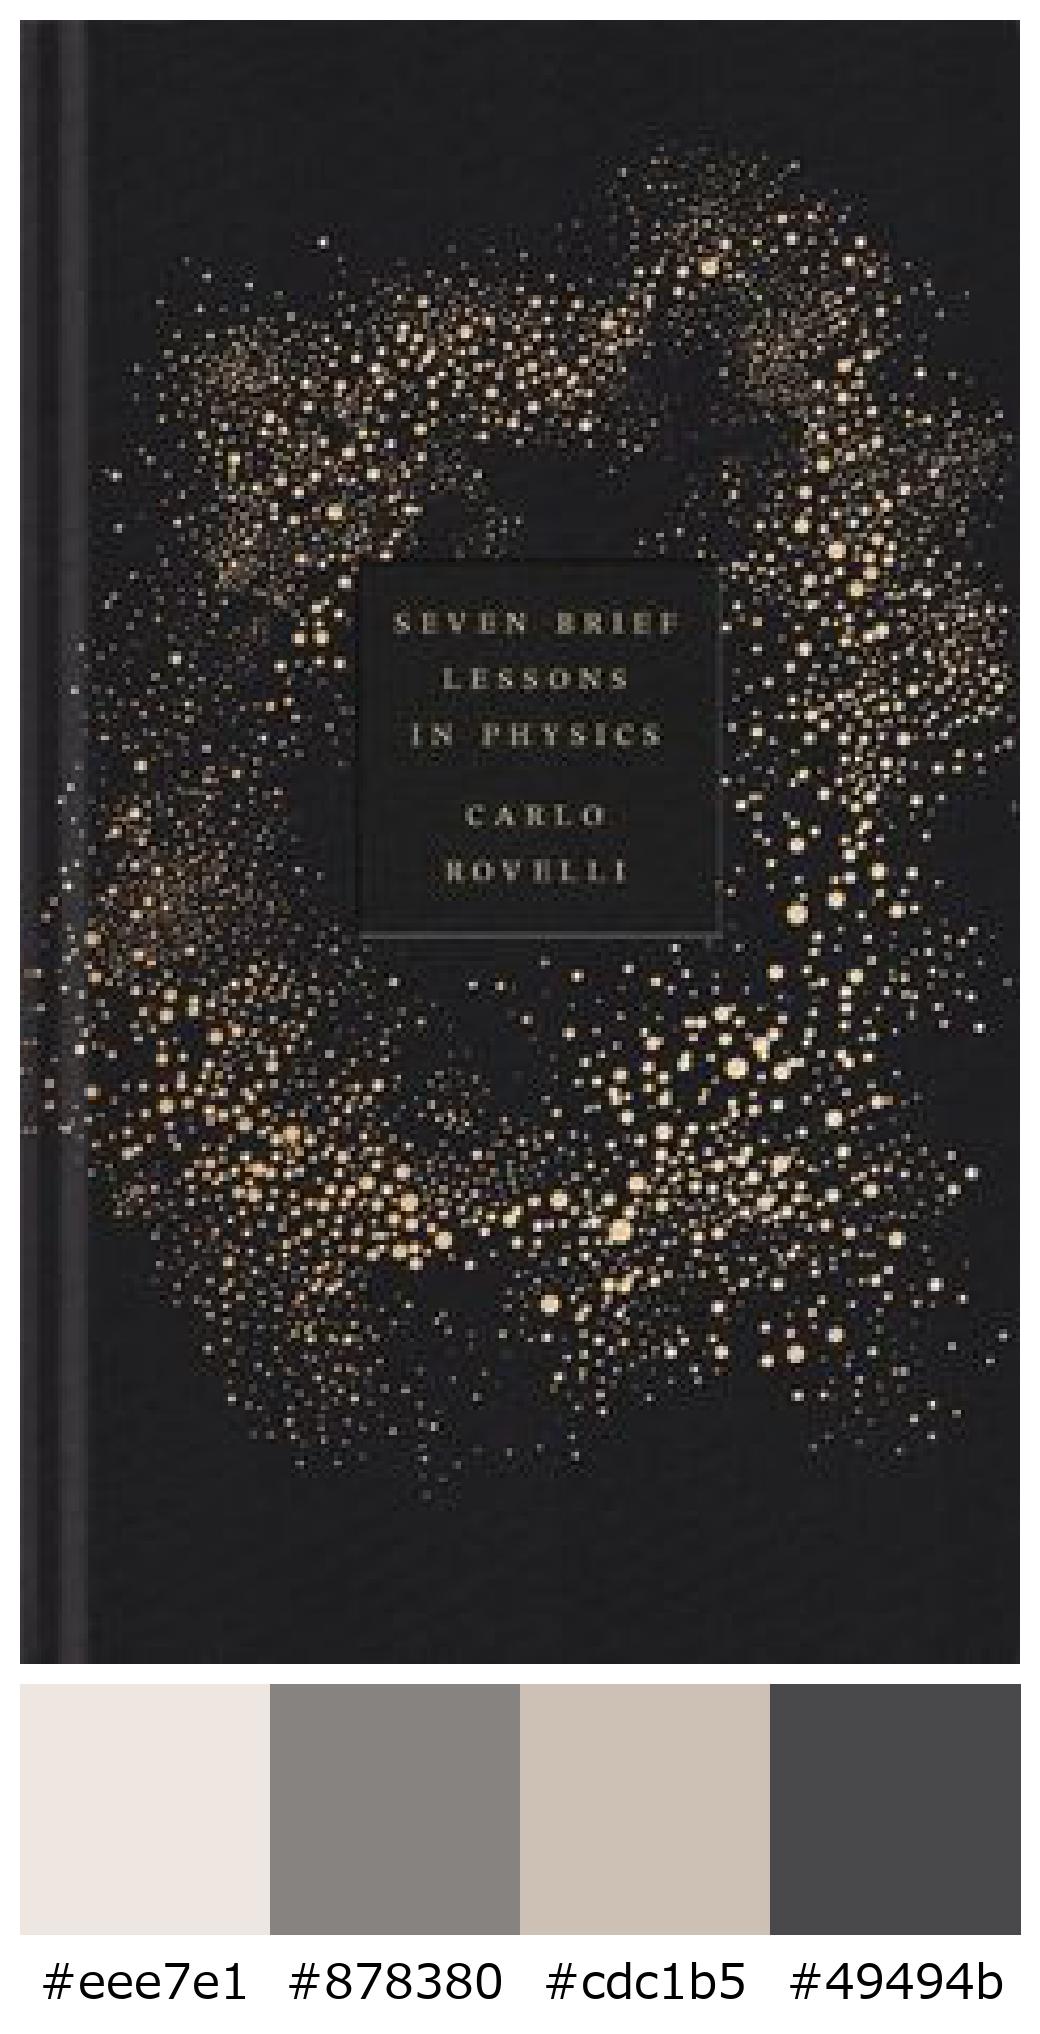 SEVEN BRIEF
LESSONS
IN PHYSICS
CARLO
ROVELLI
#eee7e1 #878380 #cdc1b5 #49494b